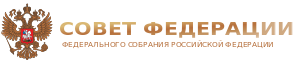 СОВЕТ ФЕДЕРАЦИИ
ФЕДЕРАЛЬНОГО СОБРАНИЯ РОССИЙСКОЙ ФЕДЕРАЦИИ